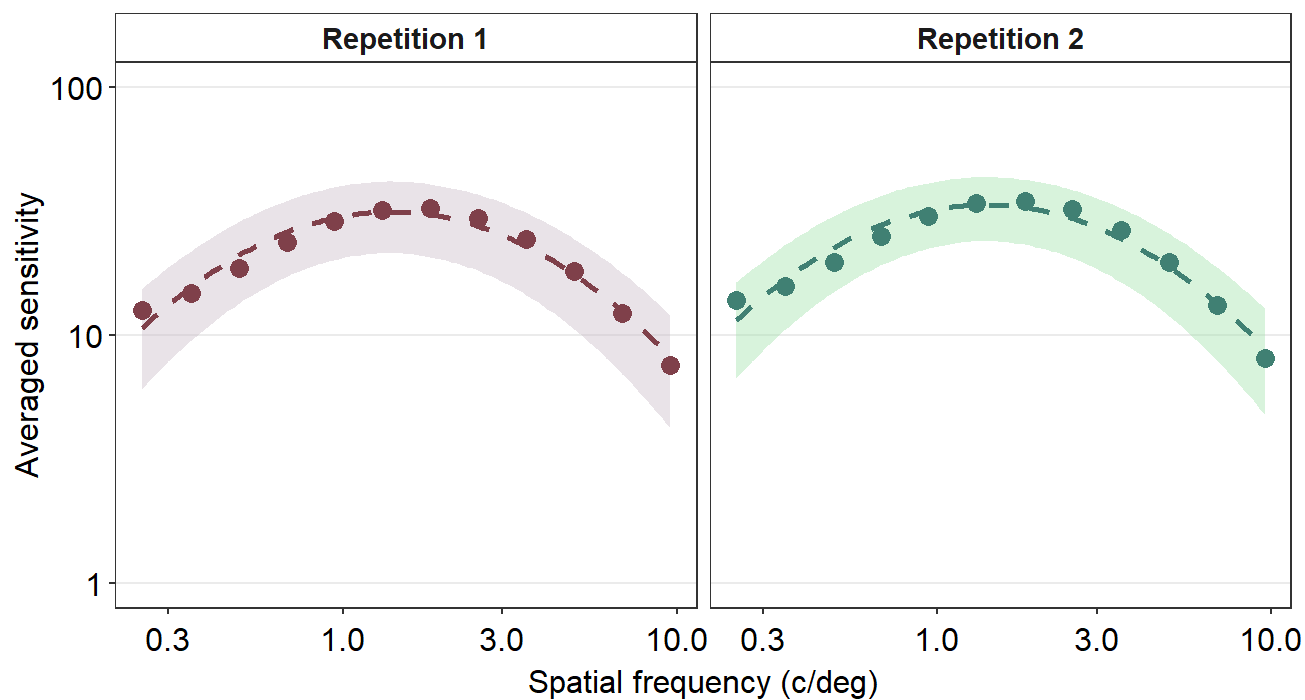 Repetition 1
Repetition 2
Averaged sensitivity
100
10
1
0.3 1.0 3.0 10.0
0.3 1.0 3.0 10.0
Spatial frequency (c/deg)